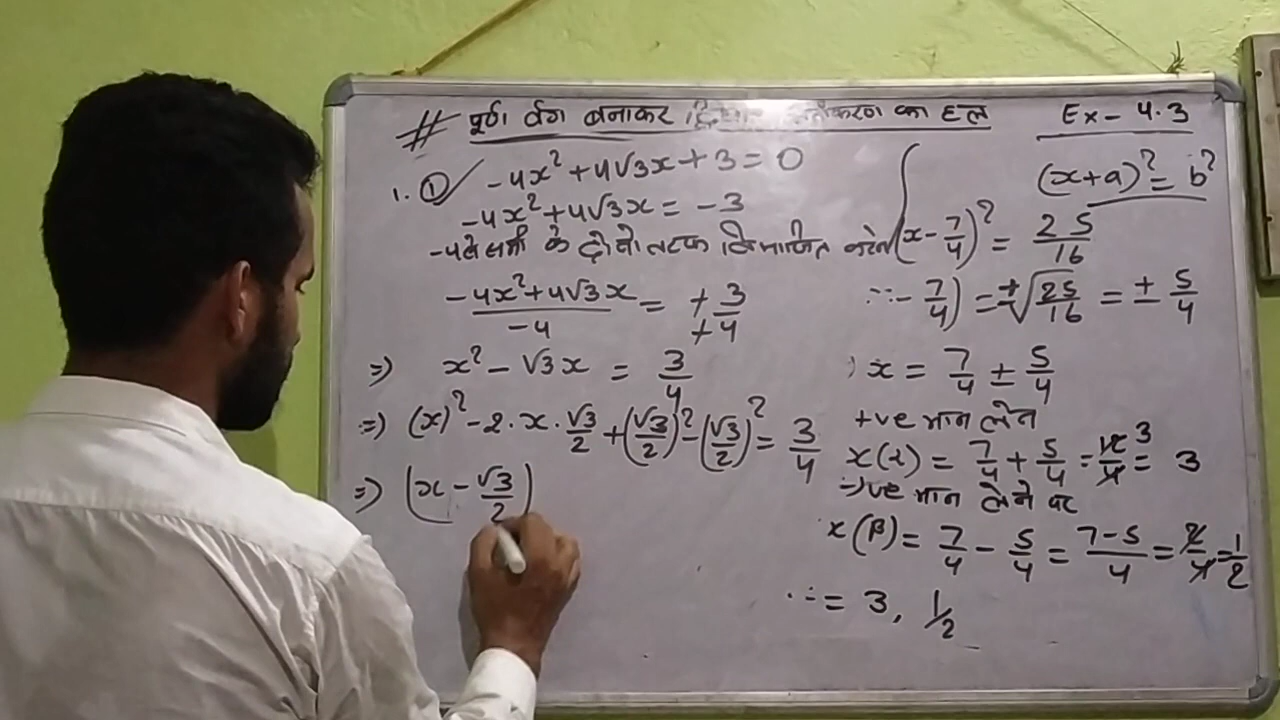 # पूर्ण वर्ग बनाकर समीकरण का हल
Ex - 4.3
1. ① -4x² + 4√3x + 3 = 0
-4x² + 4√3x = -3
-4 से सभी के दोनो तरफ विभाजित करने
(-4x² + 4√3x)/-4 = +3/+4
⇒ x² - √3x = 3/4
⇒ (x)² - 2·x·√3/2 + (√3/2)² - (√3/2)² = 3/4
⇒ (x - √3/2)
(x+a)² = b²
(x - 7/4)² = 25/16
∴ - 7/4) = ±√25/16 = ± 5/4
x = 7/4 ± 5/4
+ve मान लेने
x(α) = 7/4 + 5/4 = 12/4 3 = 3
-ve मान लेने पर
x(β) = 7/4 - 5/4 = (7-5)/4 = 2/4 = 1/2
∴ = 3, 1/2